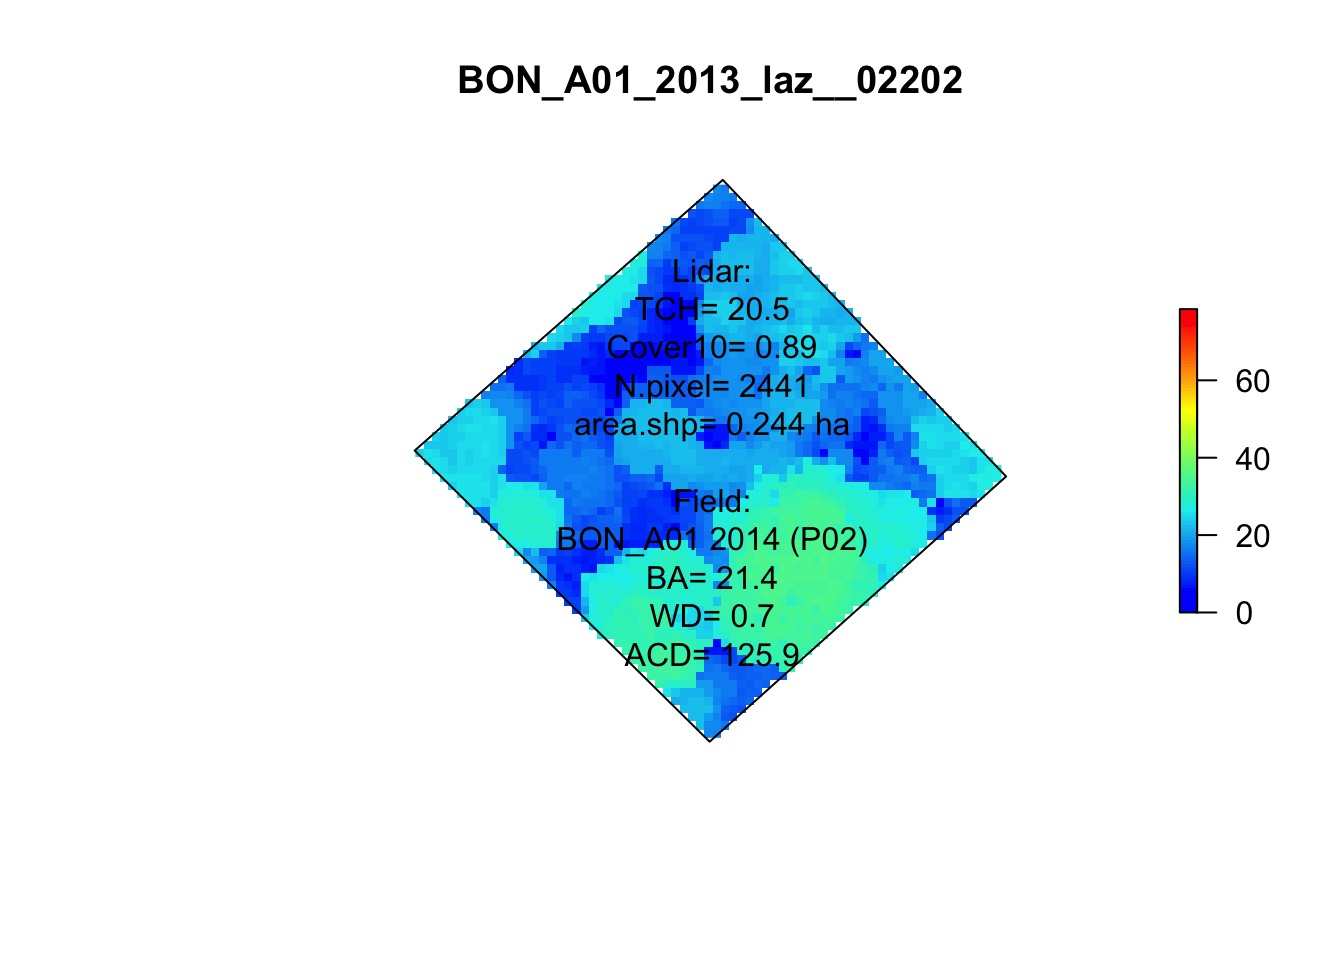 BON_A01_2013_laz__02202
Lidar:
TCH= 20.5
Cover10= 0.89
N.pixel= 2441
area.shp= 0.244 ha
Field:
BON_A01 2014 (P02)
BA= 21.4
WD= 0.7
ACD= 125.9
60
40
20
0